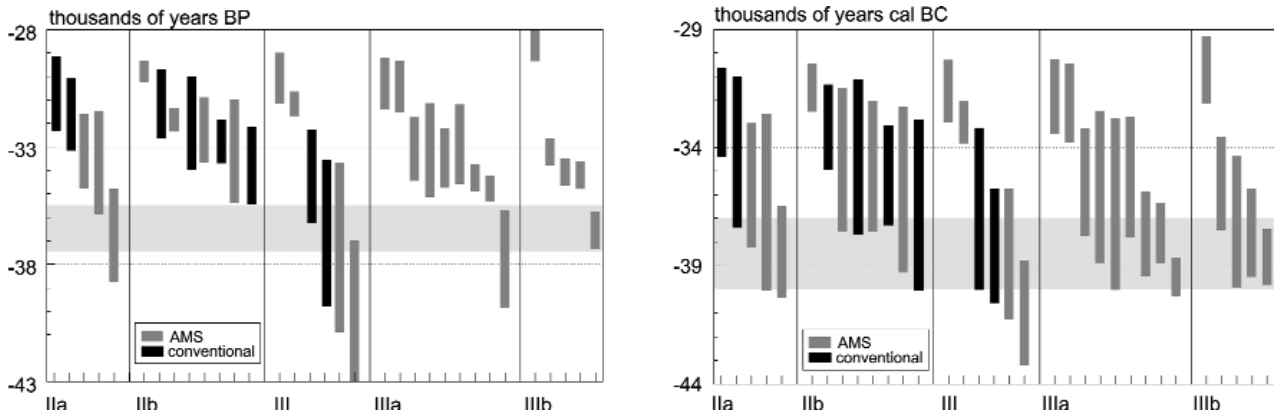 thousands of years BP
-28
-33
-38
-43
AMS
conventional
IIa IIb III IIIa IIIb
thousands of years cal BC
-29
-34
-39
-44
AMS
conventional
IIa IIb III IIIa IIIb